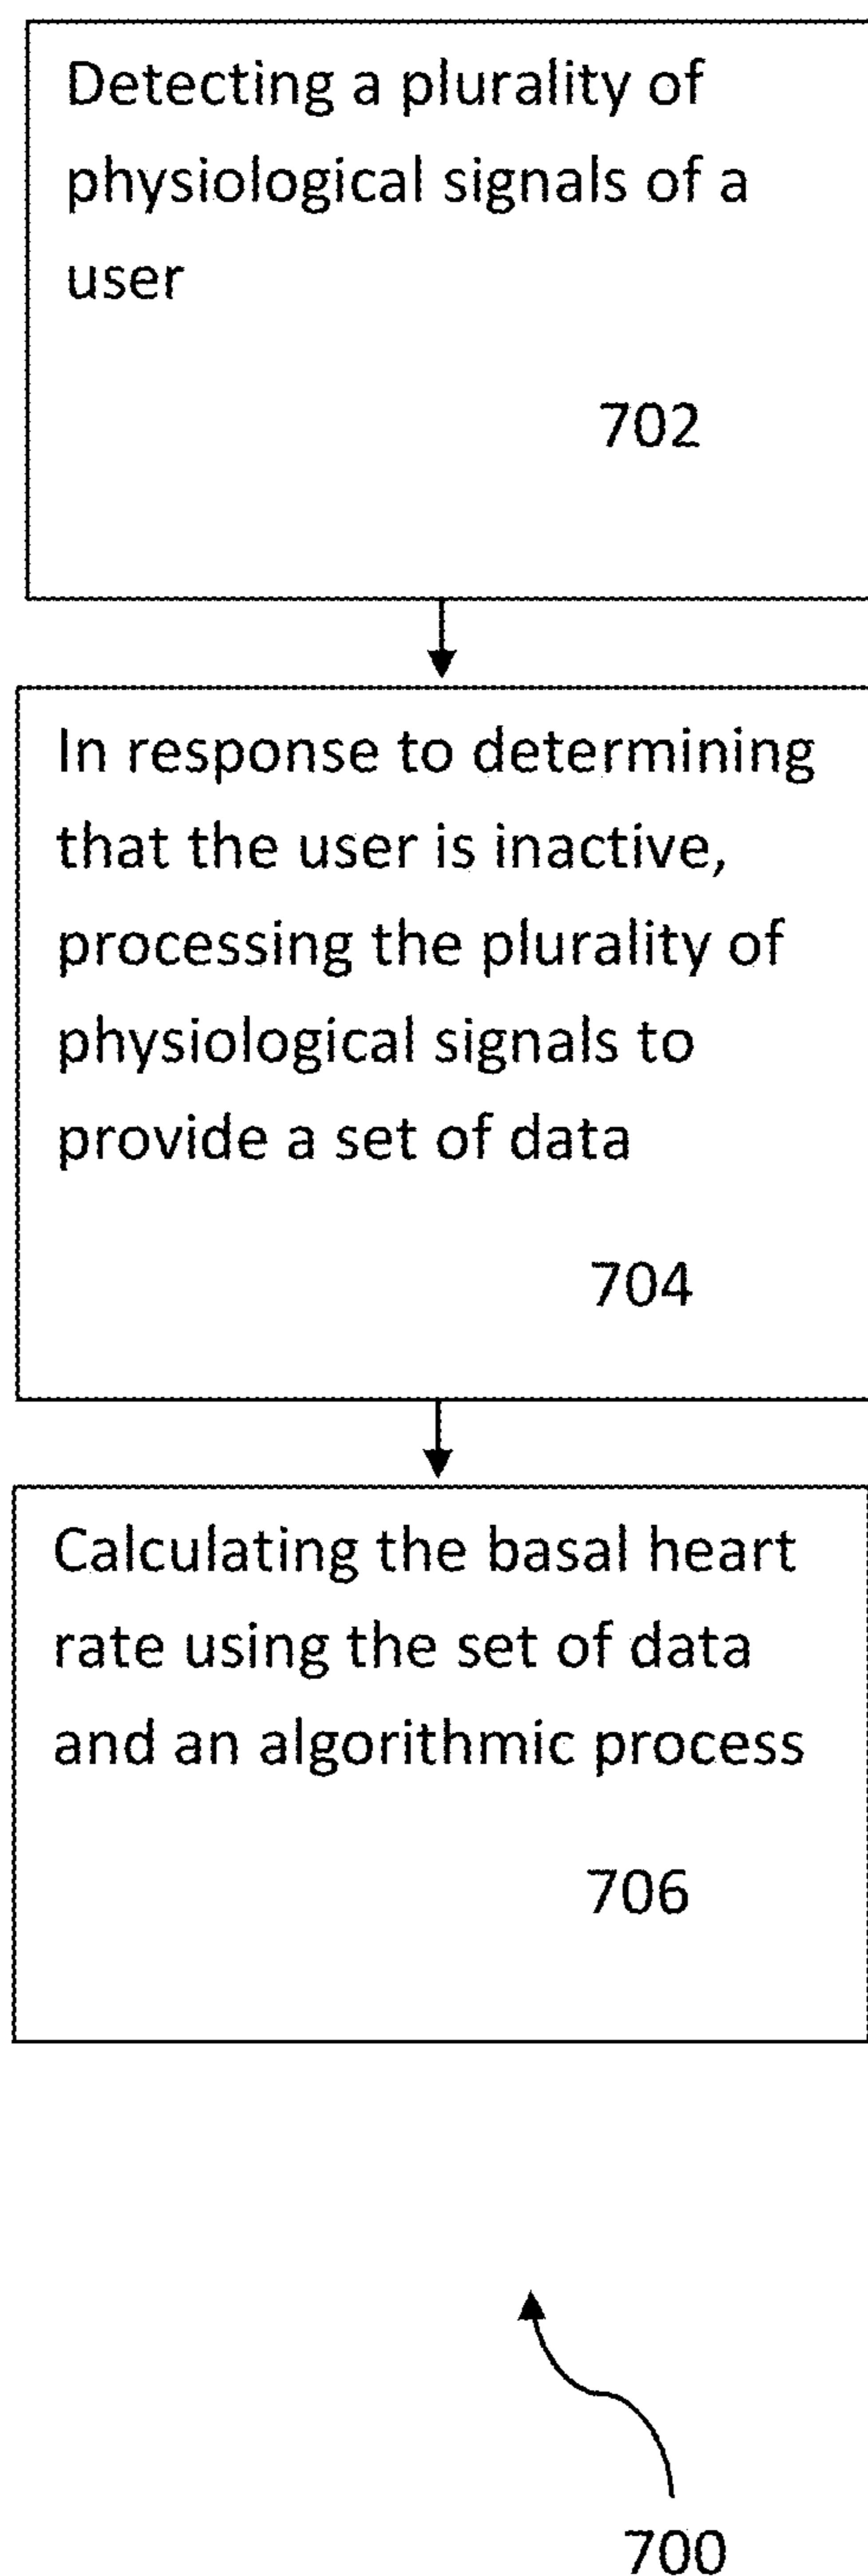 Detecting a plurality of
physiological signals of a
user
702
In response to determining
that the user is inactive,
processing the plurality of
physiological signals to
provide a set of data
704
Calculating the basal heart
rate using the set of data
and an algorithmic process
706
700